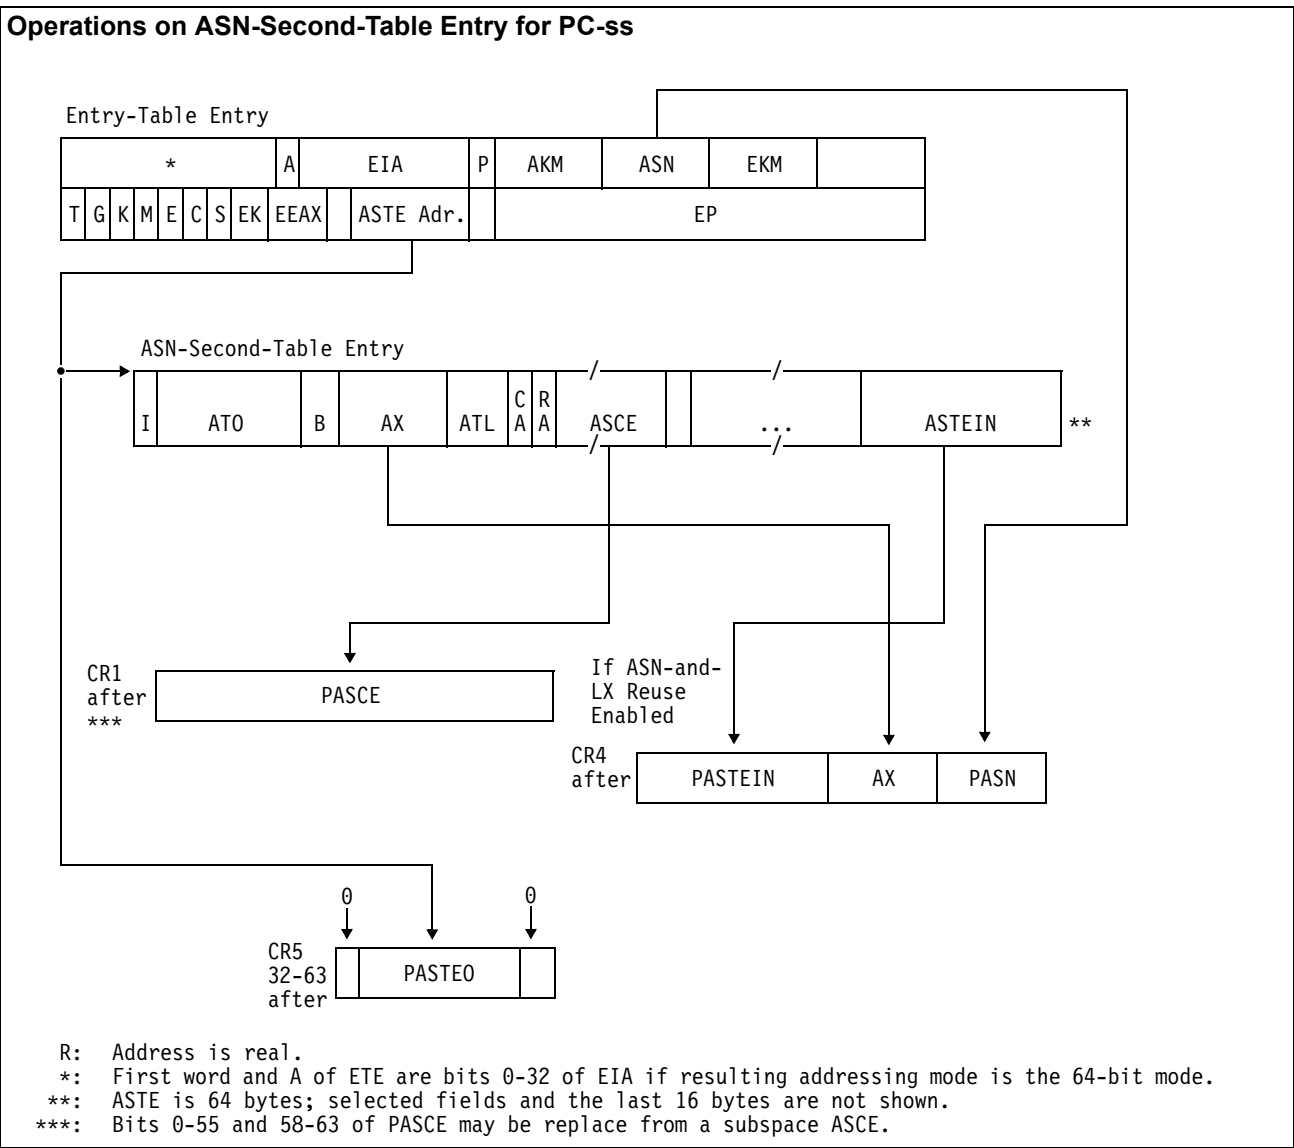 Operations on ASN-Second-Table Entry for PC-ss
Entry-Table Entry
* A EIA P AKM ASN EKM
T G K M E C S EK EEAX ASTE Adr. EP
ASN-Second-Table Entry
I ATO B AX ATL CA RA ASCE ... ASTEIN **
CR1
after
***
PASCE
If ASN-and-
LX Reuse
Enabled
CR4
after
PASTEIN AX PASN
0 0
CR5
32-63
after
PASTEO
R: Address is real.
*: First word and A of ETE are bits 0-32 of EIA if resulting addressing mode is the 64-bit mode.
**: ASTE is 64 bytes; selected fields and the last 16 bytes are not shown.
***: Bits 0-55 and 58-63 of PASCE may be replace from a subspace ASCE.